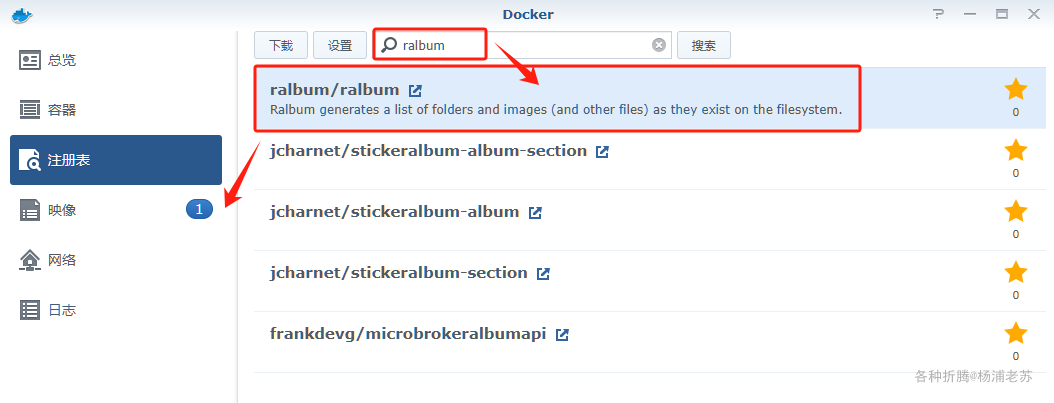 Docker
总览
容器
注册表
映像
1
网络
日志
下载
设置
ralbum
搜索
ralbum/ralbum
Ralbum generates a list of folders and images (and other files) as they exist on the filesystem.
0
jcharnet/stickeralbum-album-section
0
jcharnet/stickeralbum-album
0
jcharnet/stickeralbum-section
0
frankdevg/microbrokeralbumapi
0
各种折腾@杨浦老苏